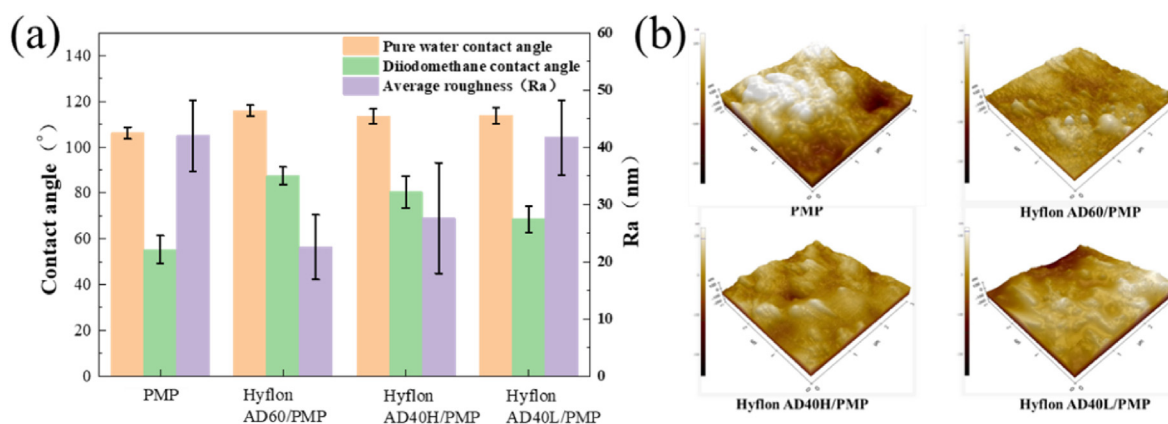 (a)
Contact angle (°)
140
120
100
80
60
40
20
0
Pure water contact angle
Diiodomethane contact angle
Average roughness（Ra）
60
50
40
30
20
10
0
Ra（nm）
PMP
Hyflon
AD60/PMP
Hyflon
AD40H/PMP
Hyflon
AD40L/PMP
(b)
PMP
Hyflon AD60/PMP
Hyflon AD40H/PMP
Hyflon AD40L/PMP